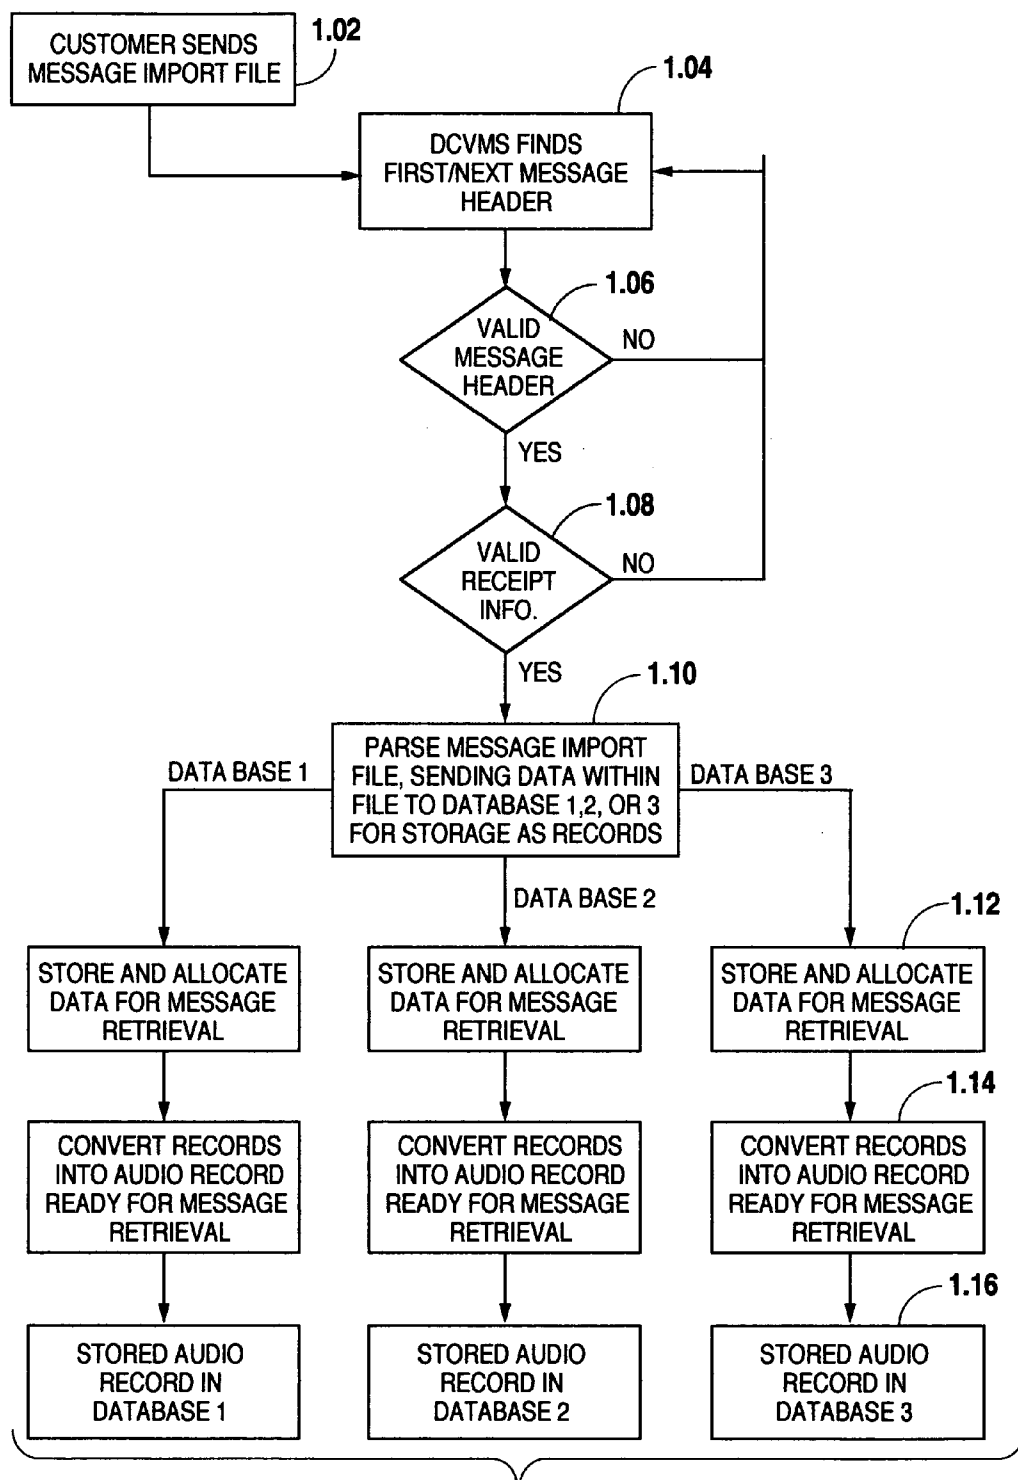 CUSTOMER SENDS
MESSAGE IMPORT FILE
1.02
1.04
DCVMS FINDS
FIRST/NEXT MESSAGE
HEADER
1.06
VALID
MESSAGE
HEADER
NO
YES
1.08
VALID
RECEIPT
INFO.
NO
YES
1.10
PARSE MESSAGE IMPORT
FILE, SENDING DATA WITHIN
FILE TO DATABASE 1,2, OR 3
FOR STORAGE AS RECORDS
DATA BASE 1
DATA BASE 3
DATA BASE 2
1.12
STORE AND ALLOCATE
DATA FOR MESSAGE
RETRIEVAL
STORE AND ALLOCATE
DATA FOR MESSAGE
RETRIEVAL
STORE AND ALLOCATE
DATA FOR MESSAGE
RETRIEVAL
1.14
CONVERT RECORDS
INTO AUDIO RECORD
READY FOR MESSAGE
RETRIEVAL
CONVERT RECORDS
INTO AUDIO RECORD
READY FOR MESSAGE
RETRIEVAL
CONVERT RECORDS
INTO AUDIO RECORD
READY FOR MESSAGE
RETRIEVAL
1.16
STORED AUDIO
RECORD IN
DATABASE 1
STORED AUDIO
RECORD IN
DATABASE 2
STORED AUDIO
RECORD IN
DATABASE 3